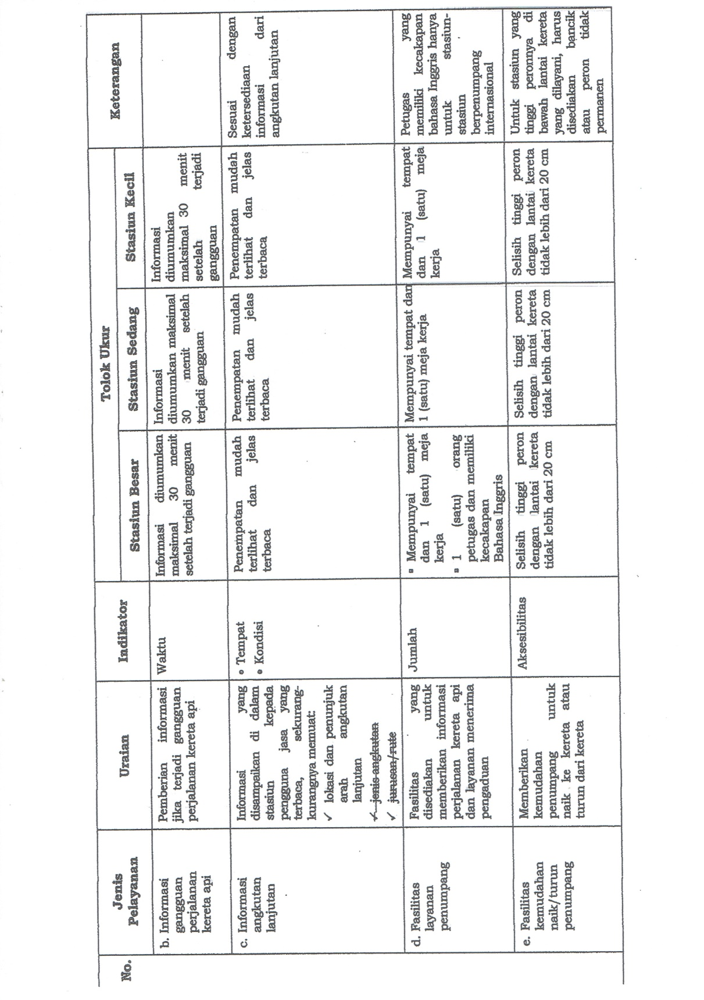 No.
Jenis
Pelayanan
Uraian
Indikator
Tolok Ukur
Keterangan
Stasiun Besar
Stasiun Sedang
Stasiun Kecil
b. Informasi
gangguan
perjalanan
kereta api
Pemberian informasi
jika terjadi gangguan
perjalanan kereta api
Waktu
Informasi diumumkan
maksimal 30 menit
setelah terjadi gangguan
Informasi
diumumkan maksimal
30 menit setelah
terjadi gangguan
Informasi
diumumkan
maksimal 30 menit
setelah terjadi
gangguan
c. Informasi
angkutan
lanjutan
Informasi yang
disampaikan di dalam
stasiun kepada
pengguna jasa yang
terbaca, sekurang-
kurangnya memuat:
✓ lokasi dan penunjuk
arah angkutan
lanjutan
✓ jenis angkutan
✓ jurusan/rute
• Tempat
• Kondisi
Penempatan mudah
terlihat dan jelas
terbaca
Penempatan mudah
terlihat dan jelas
terbaca
Penempatan mudah
terlihat dan jelas
terbaca
Sesuai dengan
ketersediaan
informasi dari
angkutan lanjutan
d. Fasilitas
layanan
penumpang
Fasilitas yang
disediakan untuk
memberikan informasi
perjalanan kereta api
dan layanan menerima
pengaduan
Jumlah
▫ Mempunyai tempat
dan 1 (satu) meja
kerja
▫ 1 (satu) orang
petugas dan memiliki
kecakapan
Bahasa Inggris
Mempunyai tempat dan
1 (satu) meja kerja
Mempunyai tempat
dan 1 (satu) meja
kerja
Petugas yang
memiliki kecakapan
bahasa Inggris hanya
untuk stasiun-
stasiun
berpenumpang
internasional
e. Fasilitas
kemudahan
naik/turun
penumpang
Memberikan
kemudahan
penumpang untuk
naik ke kereta atau
turun dari kereta
Aksesibilitas
Selisih tinggi peron
dengan lantai kereta
tidak lebih dari 20 cm
Selisih tinggi peron
dengan lantai kereta
tidak lebih dari 20 cm
Selisih tinggi peron
dengan lantai kereta
tidak lebih dari 20 cm
Untuk stasiun yang
tinggi peronnya di
bawah lantai kereta
yang dilayani, harus
disediakan bancik
atau peron tidak
permanen